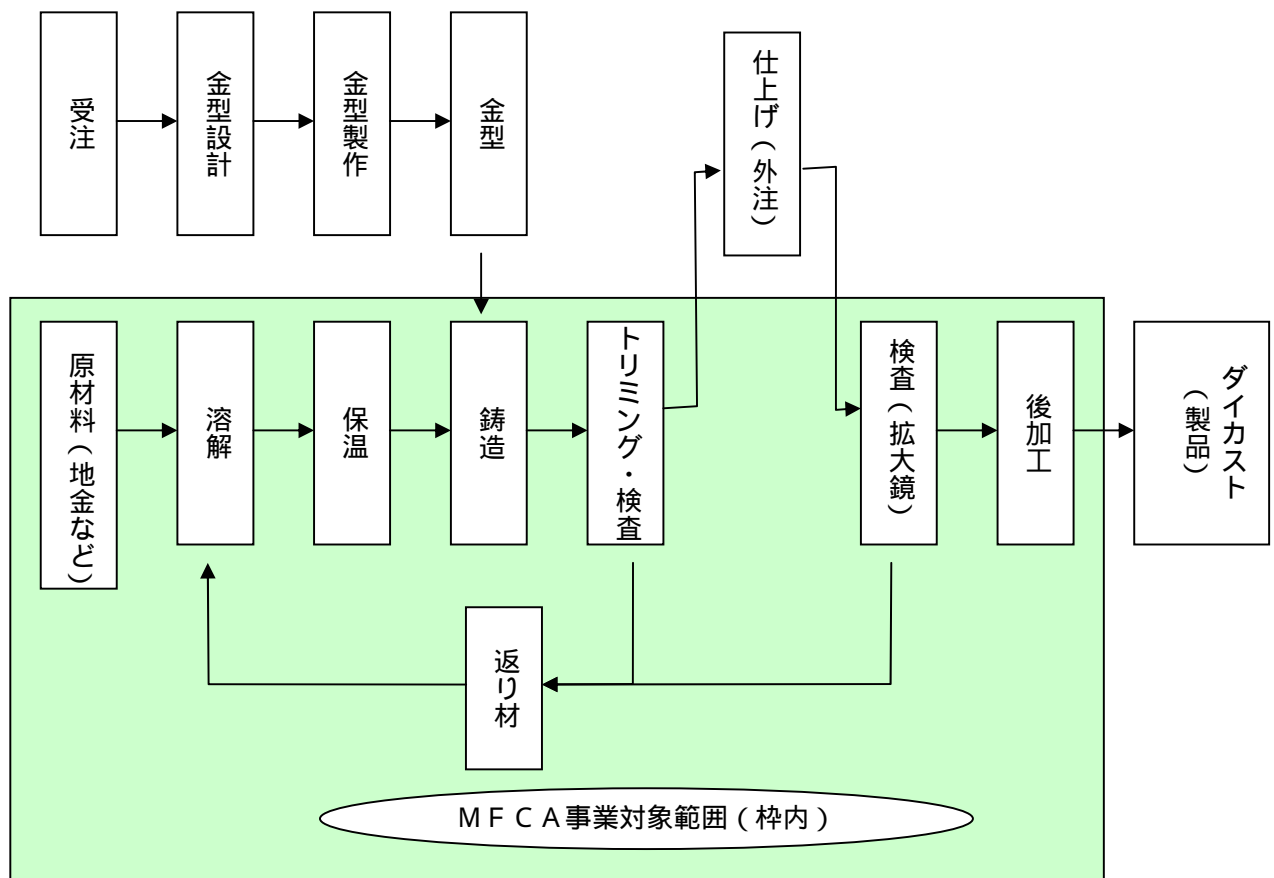 受注
金型設計
金型製作
金型
仕上げ(外注)
原材料(地金など)
溶解
保温
鋳造
トリミング・検査
検査(拡大鏡)
後加工
ダイカスト
(製品)
返り材
MFCA事業対象範囲(枠内)